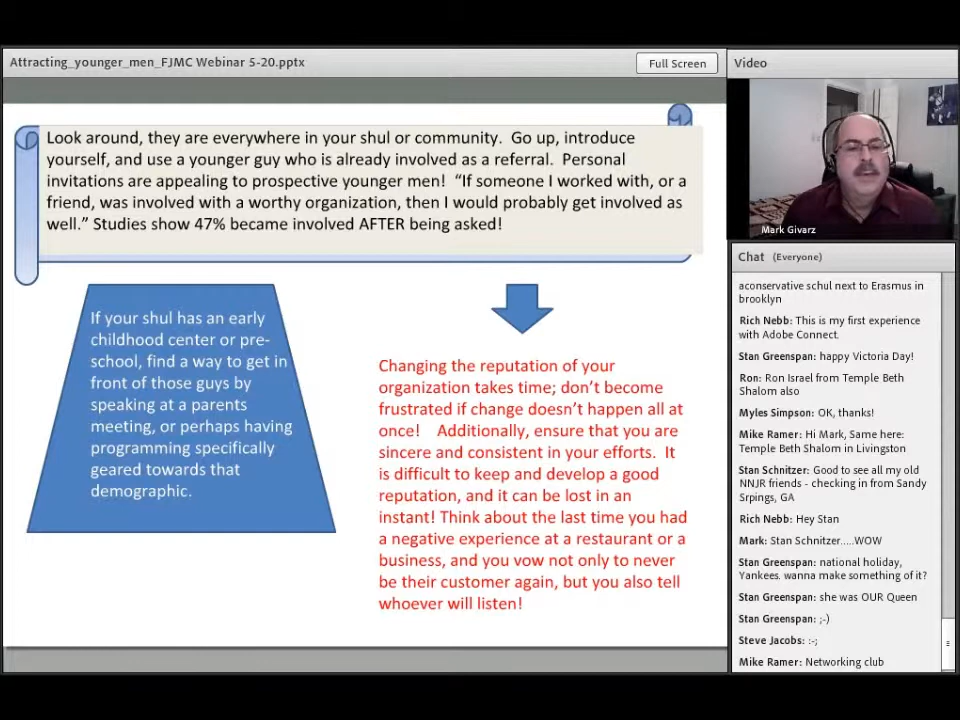 Attracting_younger_men_FJMC Webinar 5-20.pptx
Full Screen
Video
Look around, they are everywhere in your shul or community.  Go up, introduce
yourself, and use a younger guy who is already involved as a referral.  Personal
invitations are appealing to prospective younger men!  “If someone I worked with, or a
friend, was involved with a worthy organization, then I would probably get involved as
well.” Studies show 47% became involved AFTER being asked!
If your shul has an early
childhood center or pre-
school, find a way to get in
front of those guys by
speaking at a parents
meeting, or perhaps having
programming specifically
geared towards that
demographic.
Changing the reputation of your
organization takes time; don’t become
frustrated if change doesn’t happen all at
once!    Additionally, ensure that you are
sincere and consistent in your efforts.  It
is difficult to keep and develop a good
reputation, and it can be lost in an
instant! Think about the last time you had
a negative experience at a restaurant or a
business, and you vow not only to never
be their customer again, but you also tell
whoever will listen!
Mark Givarz
Chat (Everyone)
aconservative schul next to Erasmus in
brooklyn
Rich Nebb: This is my first experience
with Adobe Connect.
Stan Greenspan: happy Victoria Day!
Ron: Ron Israel from Temple Beth
Shalom also
Myles Simpson: OK, thanks!
Mike Ramer: Hi Mark, Same here:
Temple Beth Shalom in Livingston
Stan Schnitzer: Good to see all my old
NNJR friends - checking in from Sandy
Srpings, GA
Rich Nebb: Hey Stan
Mark: Stan Schnitzer.....WOW
Stan Greenspan: national holiday,
Yankees. wanna make something of it?
Stan Greenspan: she was OUR Queen
Stan Greenspan: ;-)
Steve Jacobs: :-;
Mike Ramer: Networking club